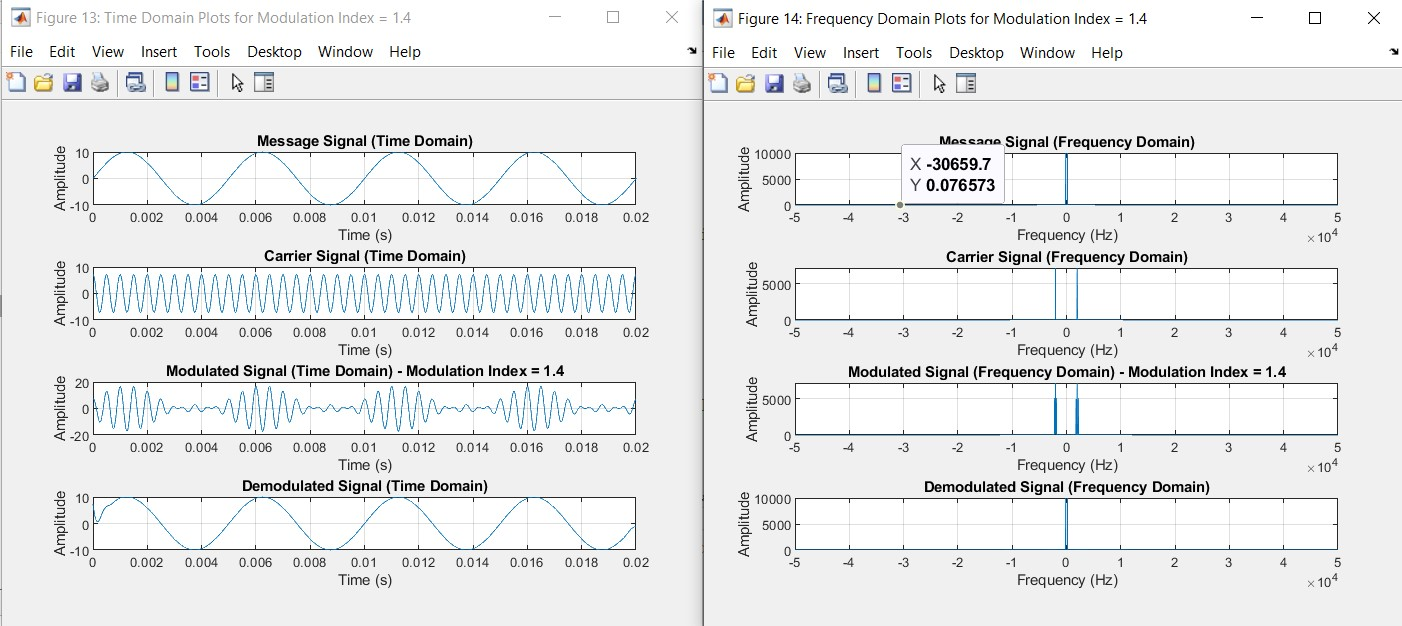 Figure 13: Time Domain Plots for Modulation Index = 1.4
File Edit View Insert Tools Desktop Window Help
Message Signal (Time Domain)
Amplitude
10
0
-10
0 0.002 0.004 0.006 0.008 0.01 0.012 0.014 0.016 0.018 0.02
Time (s)
Carrier Signal (Time Domain)
Amplitude
10
0
-10
0 0.002 0.004 0.006 0.008 0.01 0.012 0.014 0.016 0.018 0.02
Time (s)
Modulated Signal (Time Domain) - Modulation Index = 1.4
Amplitude
20
0
-20
0 0.002 0.004 0.006 0.008 0.01 0.012 0.014 0.016 0.018 0.02
Time (s)
Demodulated Signal (Time Domain)
Amplitude
10
0
-10
0 0.002 0.004 0.006 0.008 0.01 0.012 0.014 0.016 0.018 0.02
Time (s)
Figure 14: Frequency Domain Plots for Modulation Index = 1.4
File Edit View Insert Tools Desktop Window Help
Message Signal (Frequency Domain)
X -30659.7
Y 0.076573
Amplitude
10000
5000
0
-5 -4 -3 -2 -1 0 1 2 3 4 5
Frequency (Hz)
×10⁴
Carrier Signal (Frequency Domain)
Amplitude
5000
0
-5 -4 -3 -2 -1 0 1 2 3 4 5
Frequency (Hz)
×10⁴
Modulated Signal (Frequency Domain) - Modulation Index = 1.4
Amplitude
5000
0
-5 -4 -3 -2 -1 0 1 2 3 4 5
Frequency (Hz)
×10⁴
Demodulated Signal (Frequency Domain)
Amplitude
10000
5000
0
-5 -4 -3 -2 -1 0 1 2 3 4 5
Frequency (Hz)
×10⁴